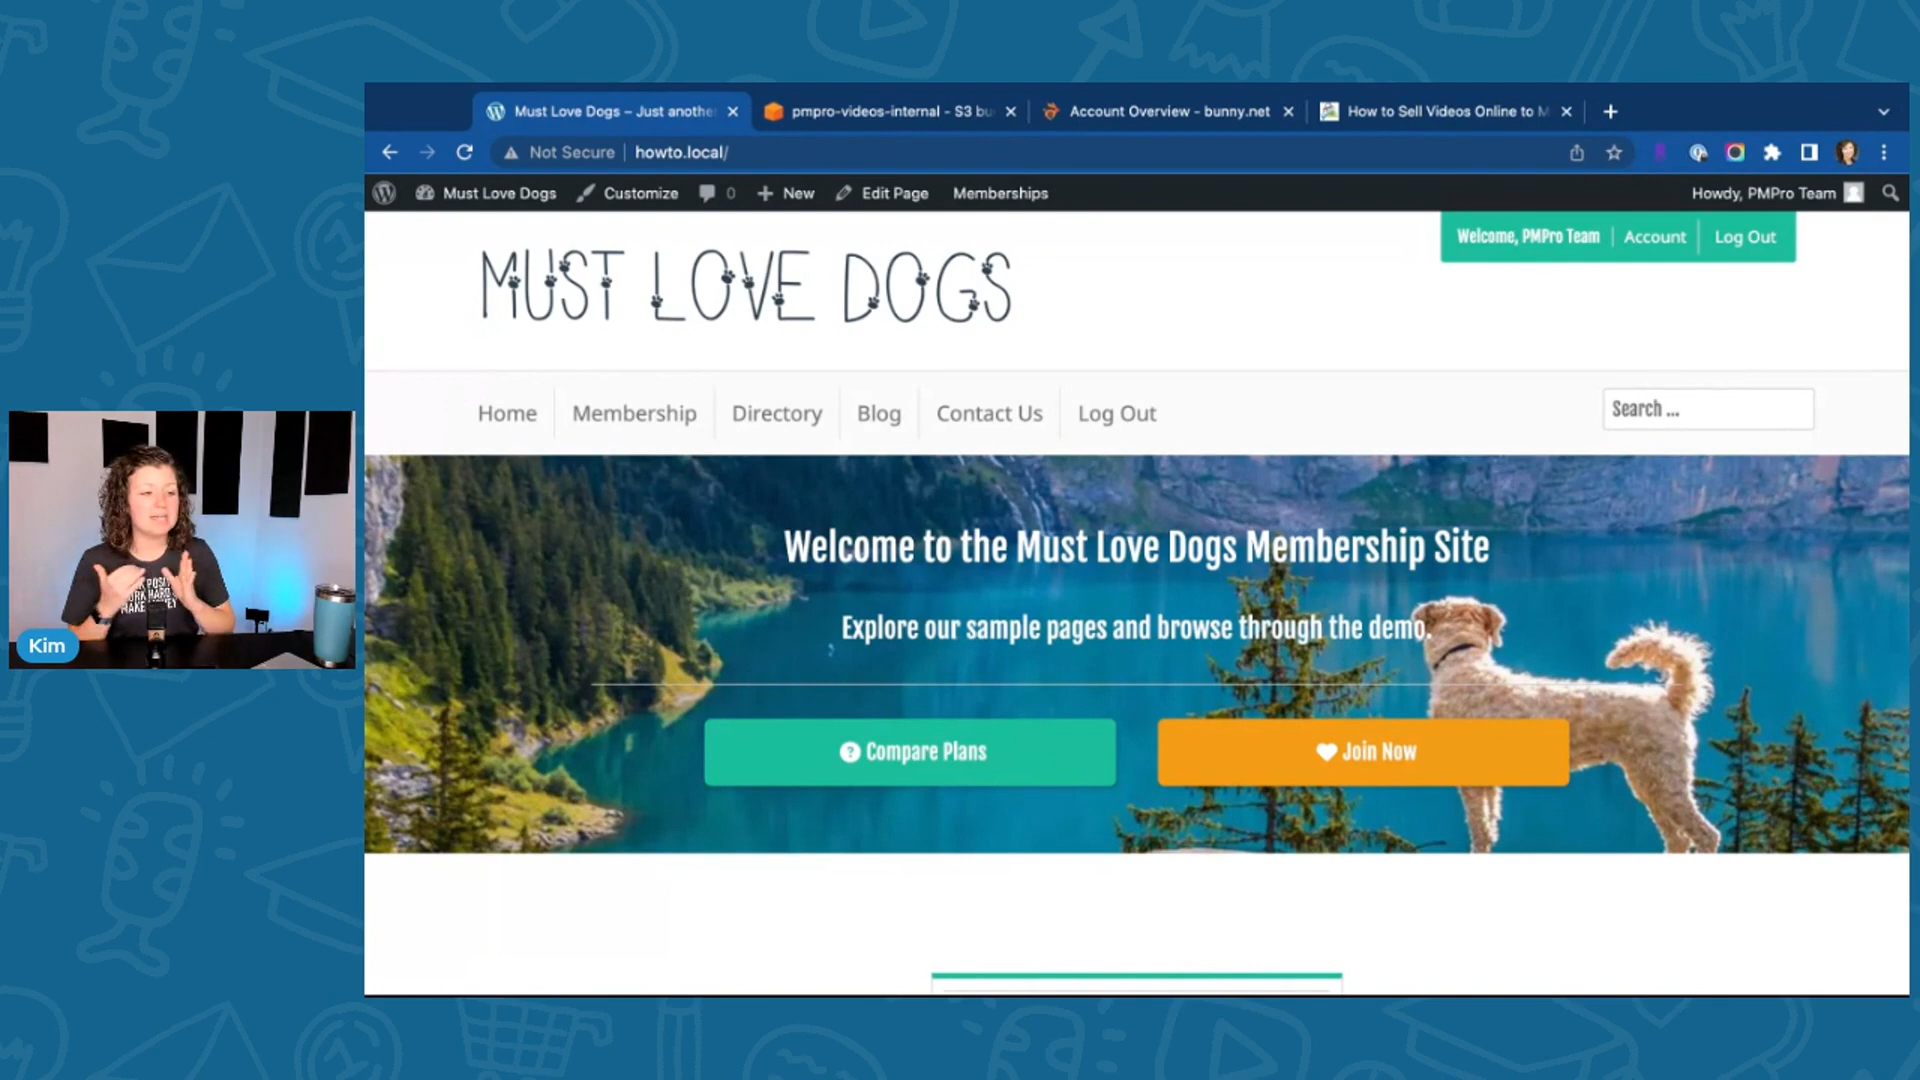 Must Love Dogs – Just anothe
pmpro-videos-internal - S3 bu
Account Overview - bunny.net
How to Sell Videos Online to M
Not Secure | howto.local/
Must Love Dogs Customize 0 New Edit Page Memberships Howdy, PMPro Team
Welcome, PMPro Team Account Log Out
MUST LOVE DOGS
Home Membership Directory Blog Contact Us Log Out Search ...
Welcome to the Must Love Dogs Membership Site
Explore our sample pages and browse through the demo.
Compare Plans Join Now
Kim